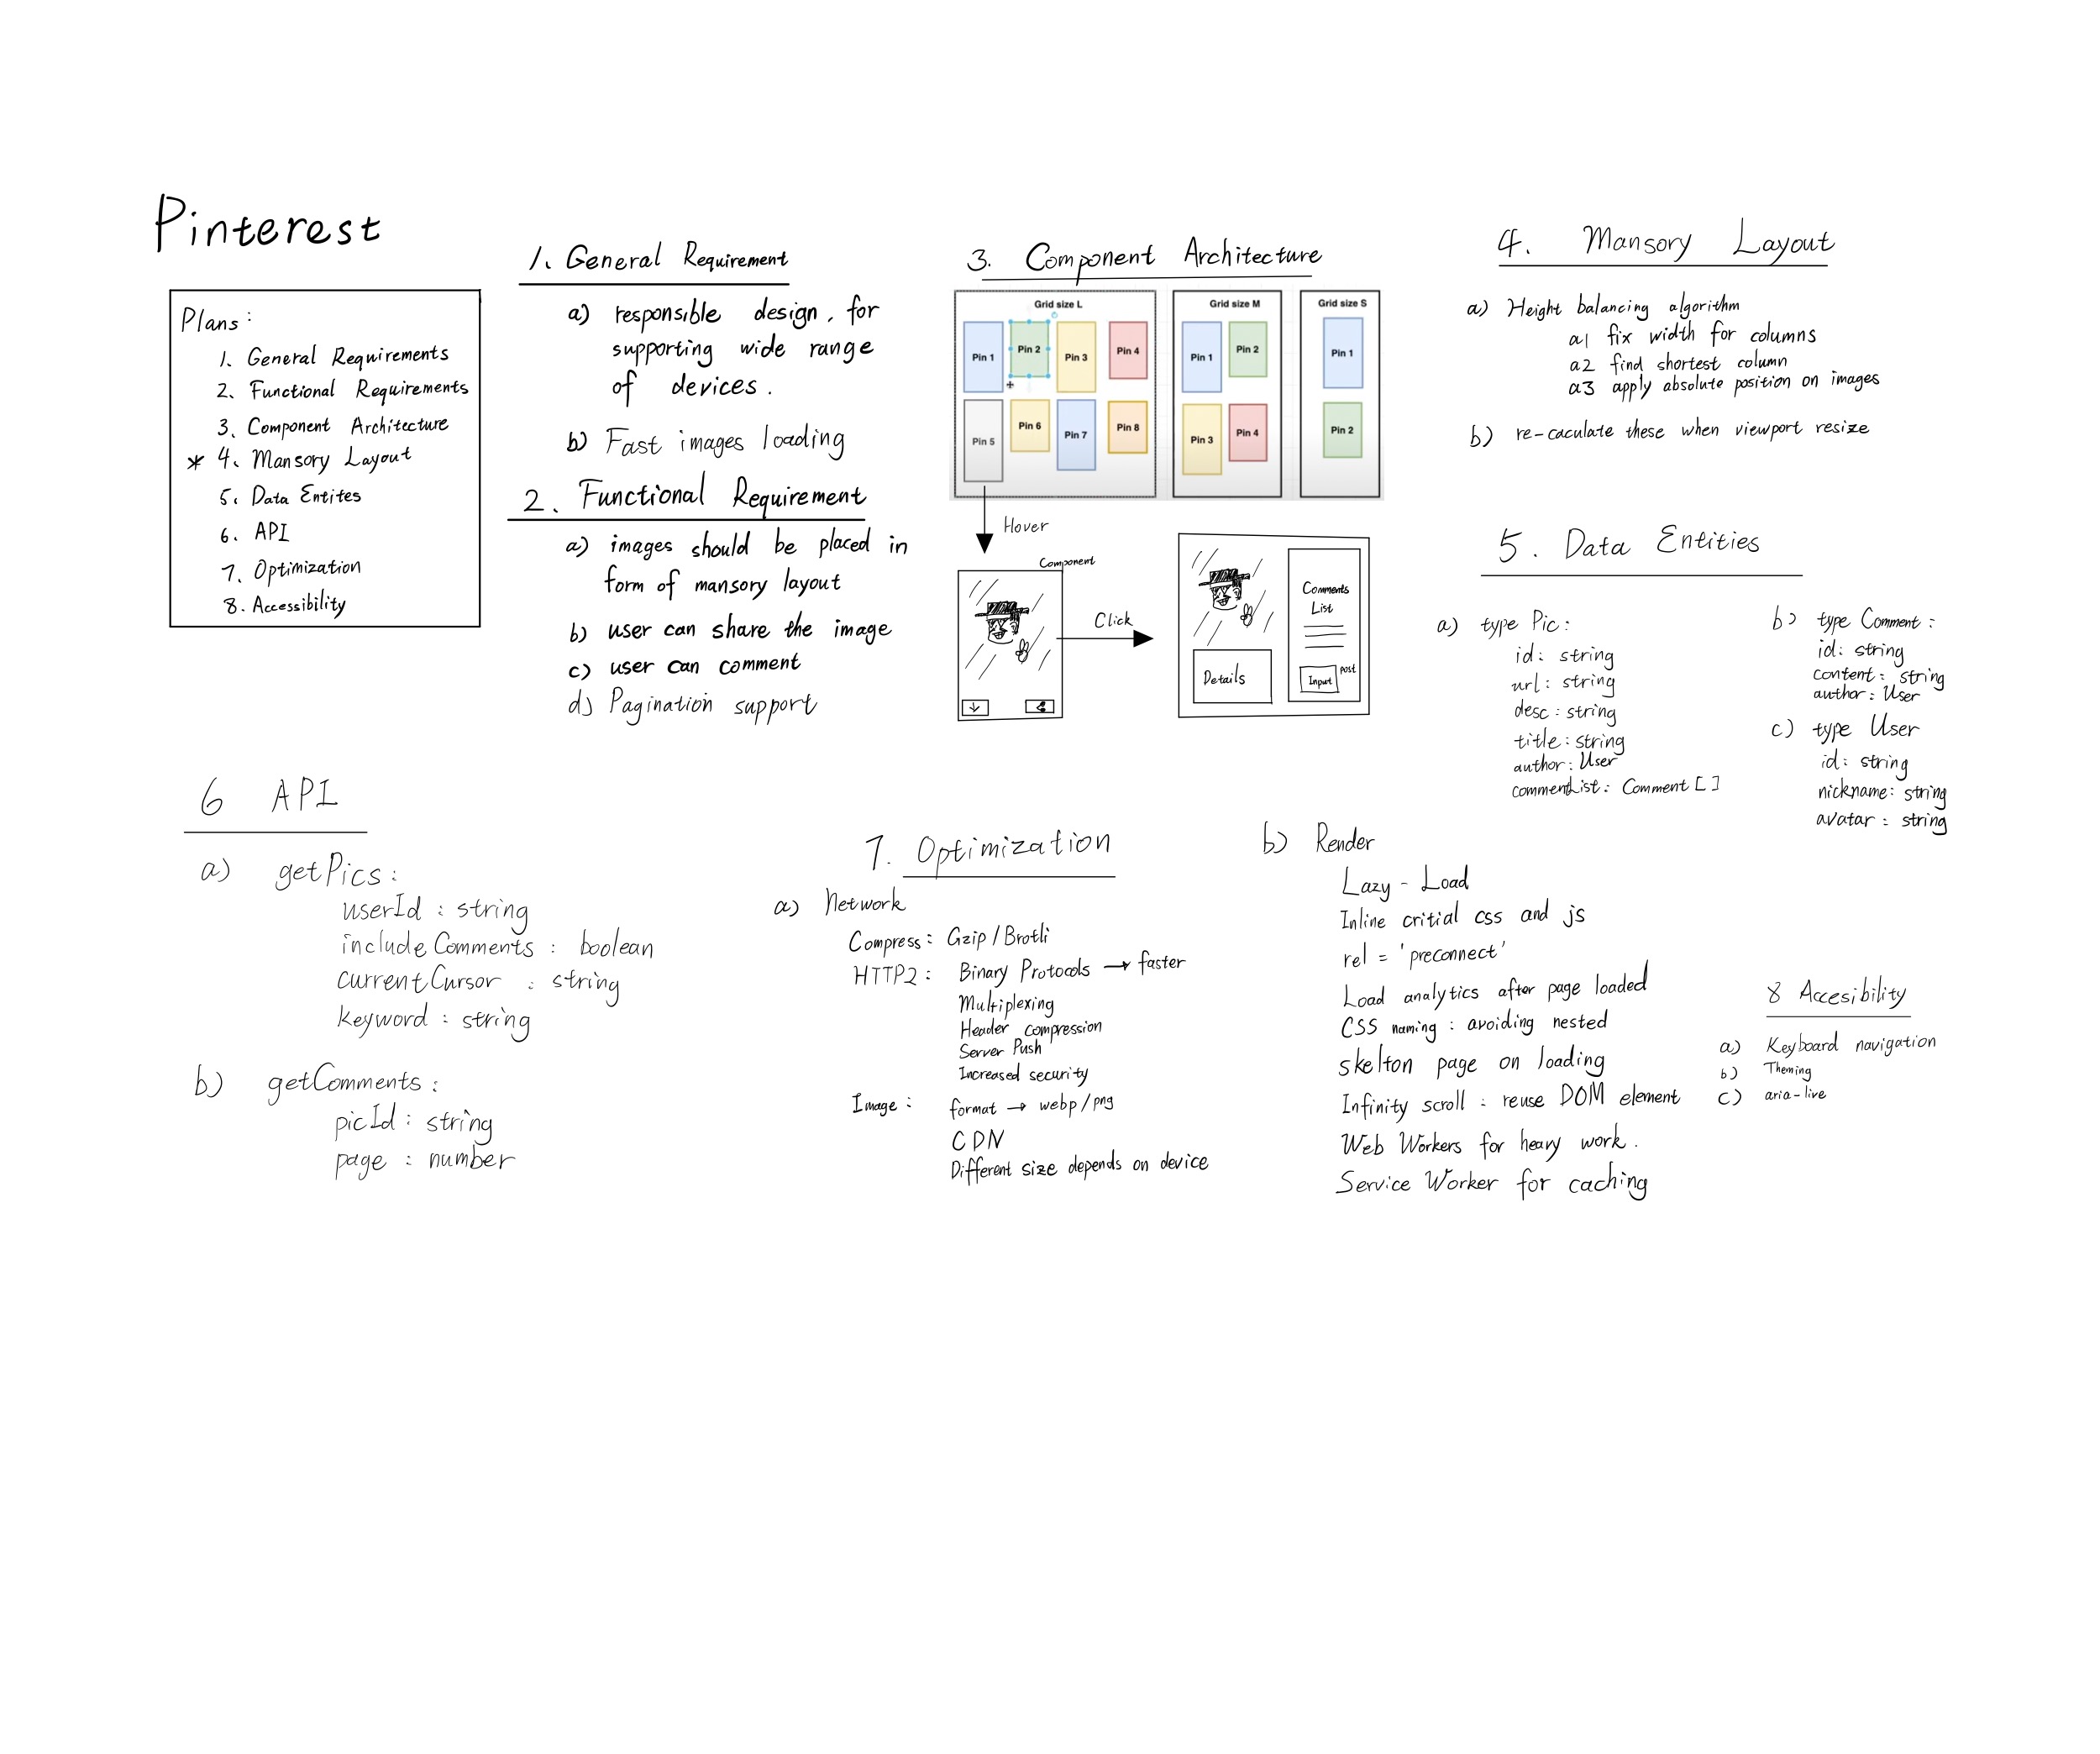 Pinterest
Plans:
1. General Requirements
2. Functional Requirements
3. Component Architecture
* 4. Mansory Layout
5. Data Entites
6. API
7. Optimization
8. Accessibility
1. General Requirement
a) responsible design, for
supporting wide range
of devices.
b) Fast images loading
2. Functional Requirement
a) images should be placed in
form of mansory layout
b) user can share the image
c) user can comment
d) Pagination support
3. Component Architecture
Grid size L
Pin 1
Pin 2
Pin 3
Pin 4
Pin 5
Pin 6
Pin 7
Pin 8
Grid size M
Pin 1
Pin 2
Pin 3
Pin 4
Grid size S
Pin 1
Pin 2
Hover
Component
Click
Comments
List
Details
Input
post
4. Mansory Layout
a) Height balancing algorithm
a1 fix width for columns
a2 find shortest column
a3 apply absolute position on images
b) re-caculate these when viewport resize
5. Data Entities
a) type Pic:
id: string
url: string
desc: string
title: string
author: User
commentList: Comment []
b) type Comment:
id: string
content: string
author: User
c) type User
id: string
nickname: string
avatar: string
6 API
a) getPics:
userId: string
includeComments: boolean
currentCursor: string
keyword: string
b) getComments:
picId: string
page: number
7. Optimization
a) Network
Compress: Gzip/Brotli
HTTP2: Binary Protocols → faster
Multiplexing
Header compression
Server Push
Increased security
Image: format → webp/png
CDN
Different size depends on device
b) Render
Lazy-Load
Inline critial css and js
rel = 'preconnect'
Load analytics after page loaded
CSS naming: avoiding nested
skelton page on loading
Infinity scroll: reuse DOM element
Web Workers for heavy work.
Service Worker for caching
8 Accesibility
a) Keyboard navigation
b) Theming
c) aria-live